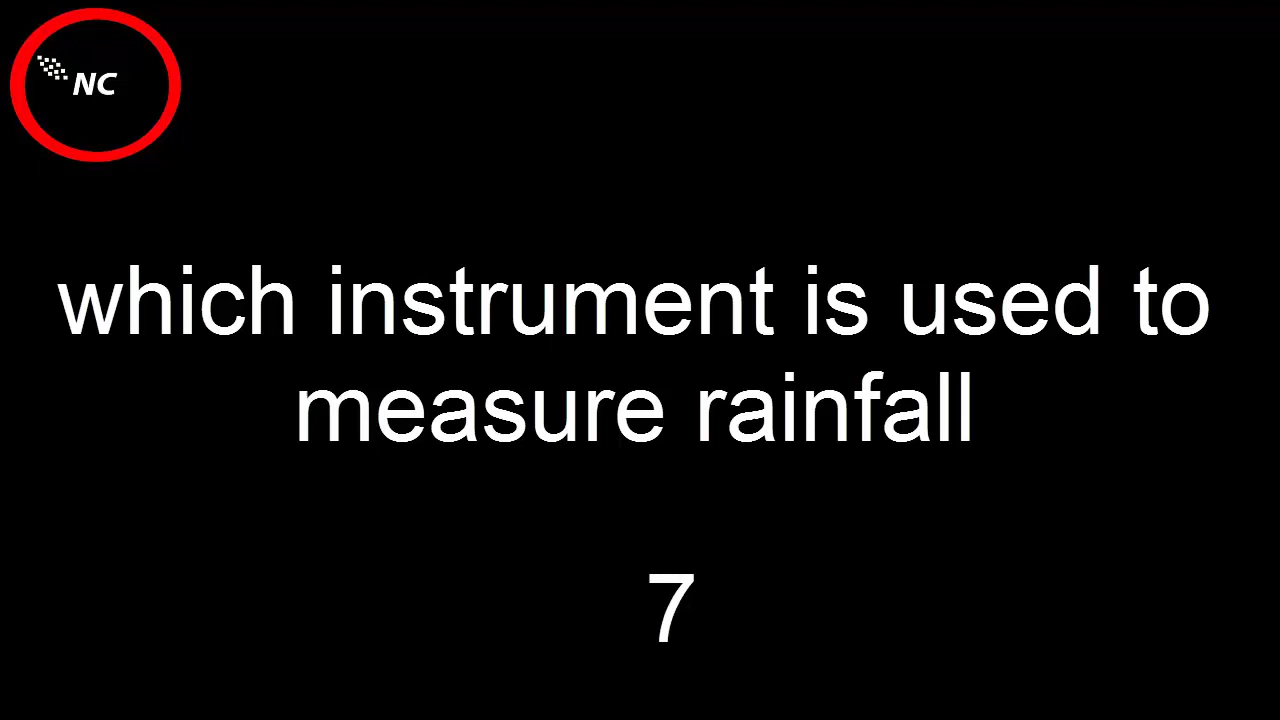 NC
which instrument is used to
measure rainfall
7